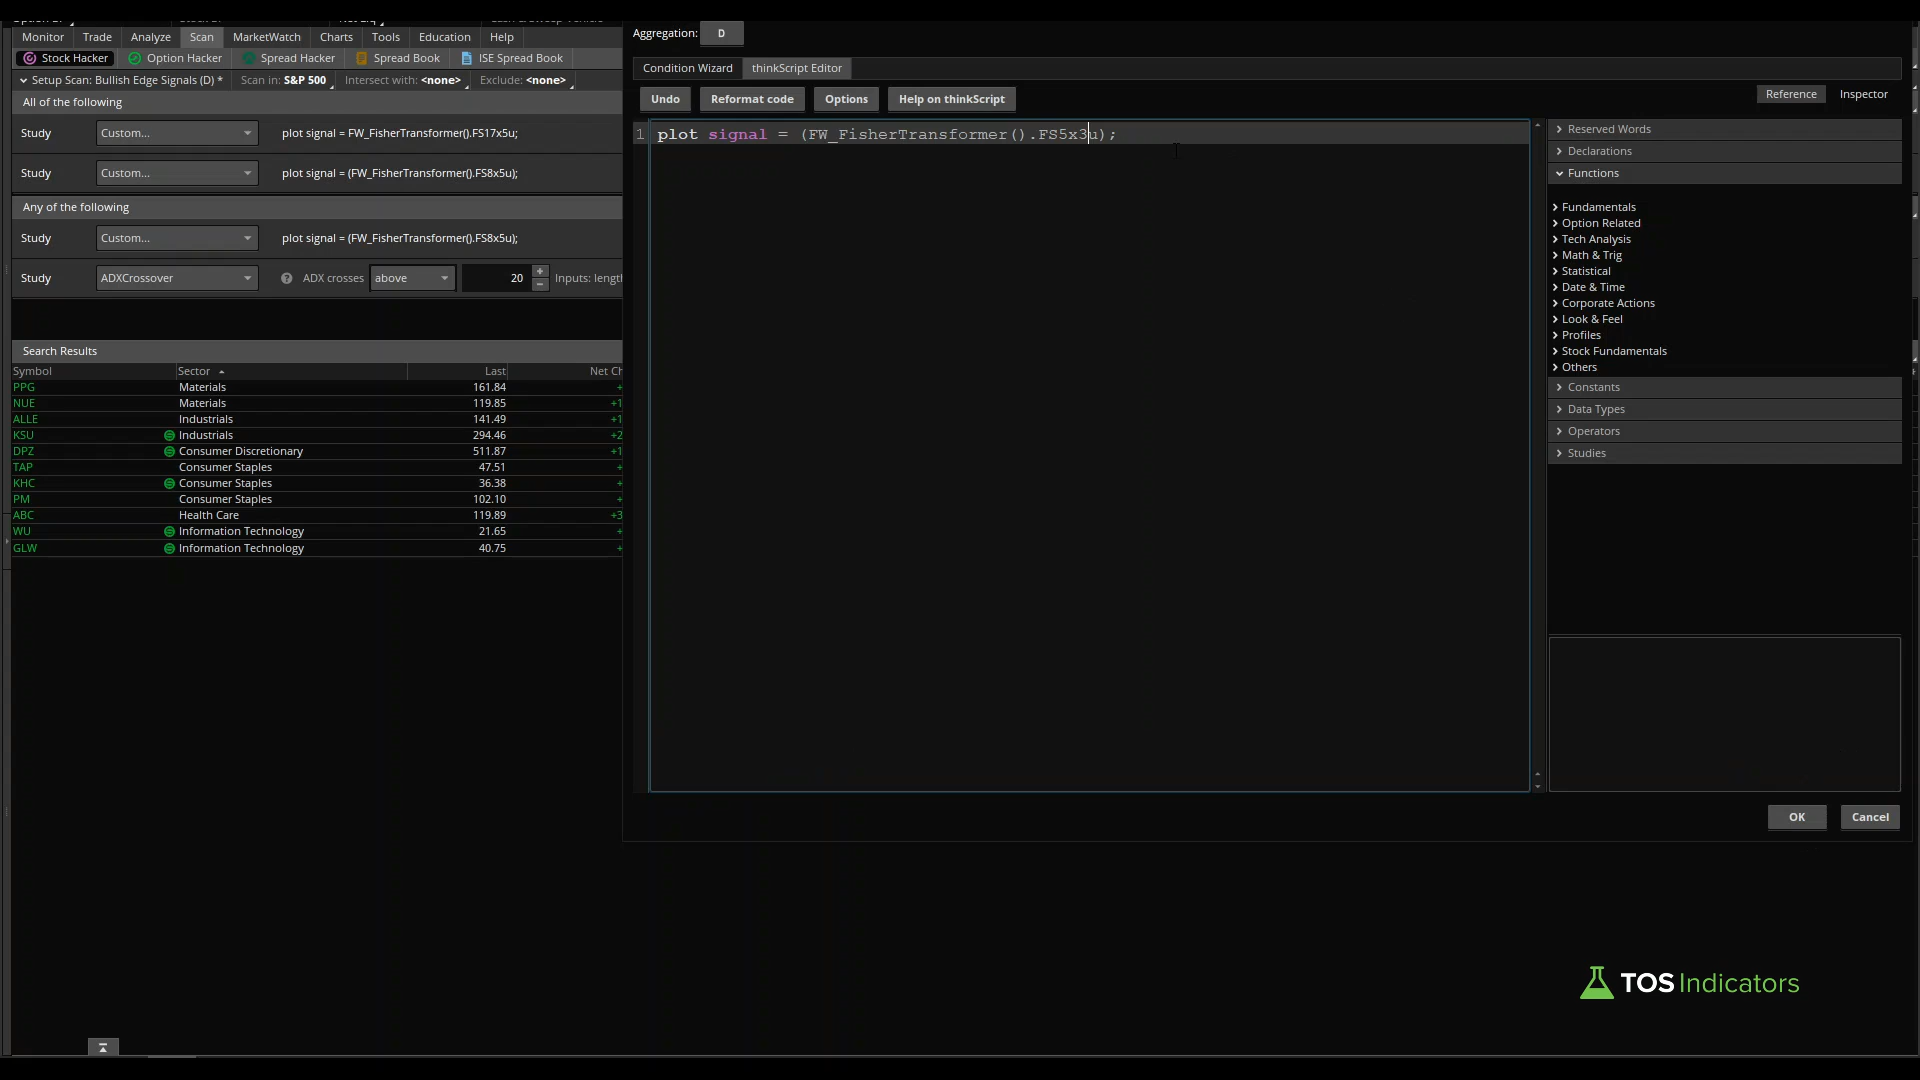 Aggregation: D
Monitor Trade Analyze Scan MarketWatch Charts Tools Education Help
Stock Hacker Option Hacker Spread Hacker Spread Book ISE Spread Book
Setup Scan: Bullish Edge Signals (D) * Scan in: S&P 500 Intersect with: <none> Exclude: <none>
All of the following
Study Custom... plot signal = FW_FisherTransformer().FS17x5u;
Study Custom... plot signal = (FW_FisherTransformer().FS8x5u);
Any of the following
Study Custom... plot signal = (FW_FisherTransformer().FS8x5u);
Study ADXCrossover ? ADX crosses above 20 + - Inputs: length
Search Results
Symbol Sector Last Net Ch
PPG Materials 161.84 +
NUE Materials 119.85 +1
ALLE Industrials 141.49 +1
KSU Industrials 294.46 +2
DPZ Consumer Discretionary 511.87 +1
TAP Consumer Staples 47.51 +
KHC Consumer Staples 36.38 +
PM Consumer Staples 102.10 +
ABC Health Care 119.89 +3
WU Information Technology 21.65 +
GLW Information Technology 40.75 +
Condition Wizard thinkScript Editor
Undo Reformat code Options Help on thinkScript
Reference Inspector
1 plot signal = (FW_FisherTransformer().FS5x3u);
Reserved Words
Declarations
Functions
Fundamentals
Option Related
Tech Analysis
Math & Trig
Statistical
Date & Time
Corporate Actions
Look & Feel
Profiles
Stock Fundamentals
Others
Constants
Data Types
Operators
Studies
OK Cancel
TOS Indicators